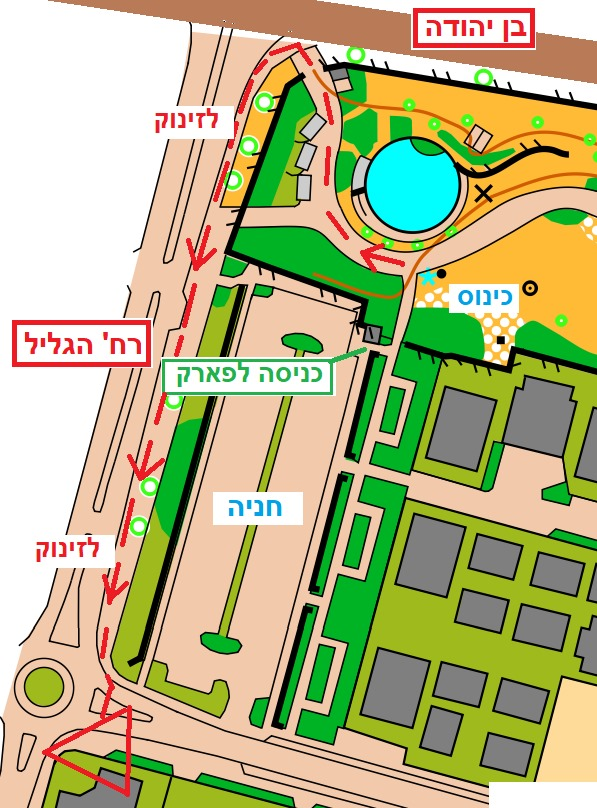 בן יהודה
לזינוק
כינוס
רח' הגליל
כניסה לפארק
חניה
לזינוק